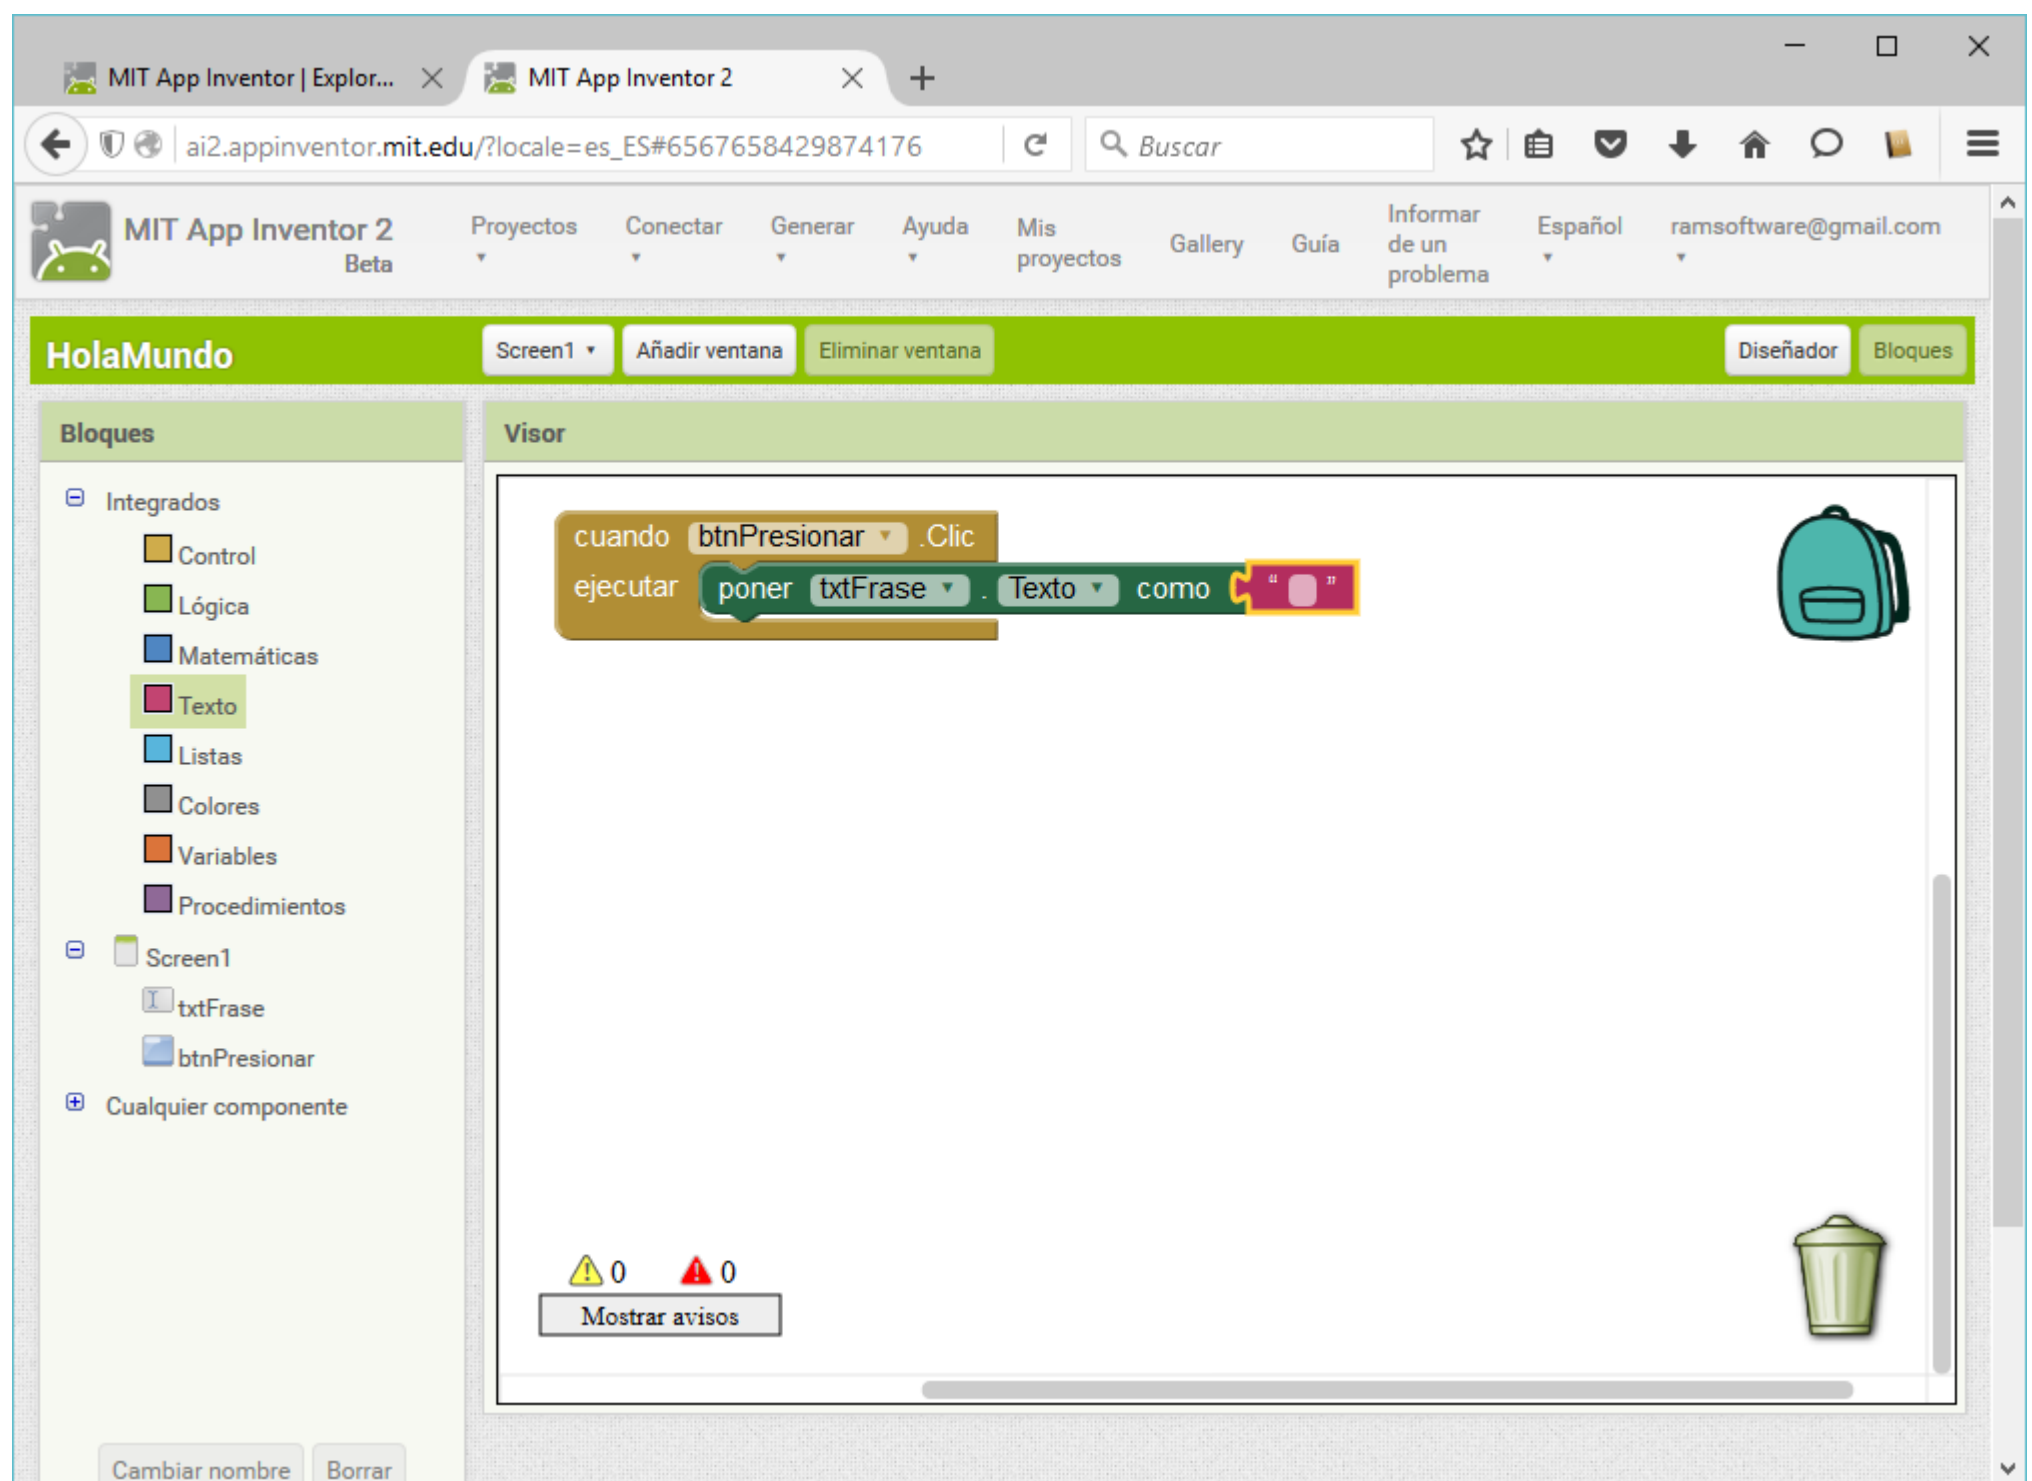 MIT App Inventor | Explor...
MIT App Inventor 2
ai2.appinventor.mit.edu/?locale=es_ES#6567658429874176
Buscar
MIT App Inventor 2
Beta
Proyectos
Conectar
Generar
Ayuda
Mis
proyectos
Gallery
Guía
Informar
de un
problema
Español
ramsoftware@gmail.com
HolaMundo
Screen1
Añadir ventana
Eliminar ventana
Diseñador
Bloques
Bloques
Visor
Integrados
Control
Lógica
Matemáticas
Texto
Listas
Colores
Variables
Procedimientos
Screen1
txtFrase
btnPresionar
Cualquier componente
Cambiar nombre
Borrar
cuando btnPresionar .Clic
ejecutar poner txtFrase . Texto como “ ”
0 0
Mostrar avisos